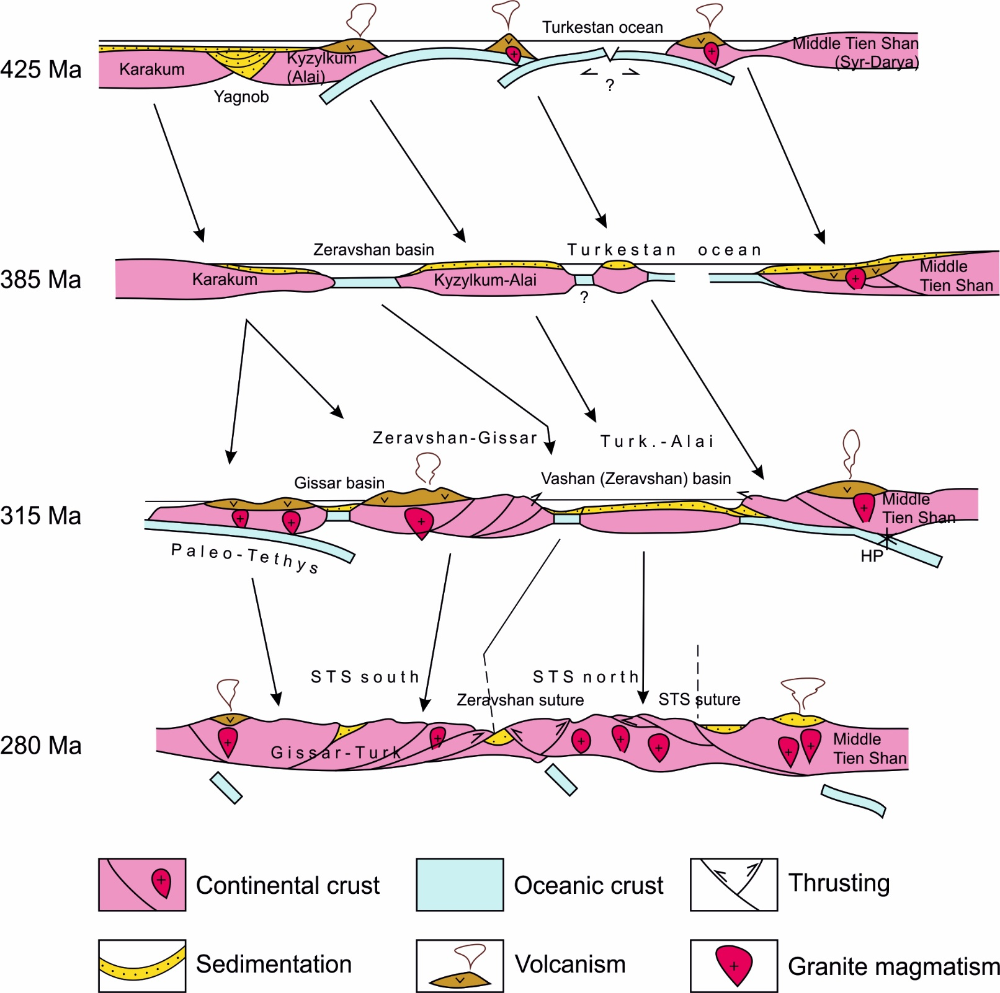 Turkestan ocean
425 Ma
Karakum
Kyzylkum
(Alai)
Yagnob
?
Middle Tien Shan
(Syr-Darya)
385 Ma
Zeravshan basin
Turkestan ocean
Karakum
Kyzylkum-Alai
?
Middle
Tien Shan
Zeravshan-Gissar
Turk.-Alai
315 Ma
Gissar basin
Vashan (Zeravshan) basin
Middle
Tien Shan
Paleo-Tethys
HP
STS south
STS north
Zeravshan suture
STS suture
280 Ma
Gissar-Turk
Middle
Tien Shan
Continental crust
Oceanic crust
Thrusting
Sedimentation
Volcanism
Granite magmatism